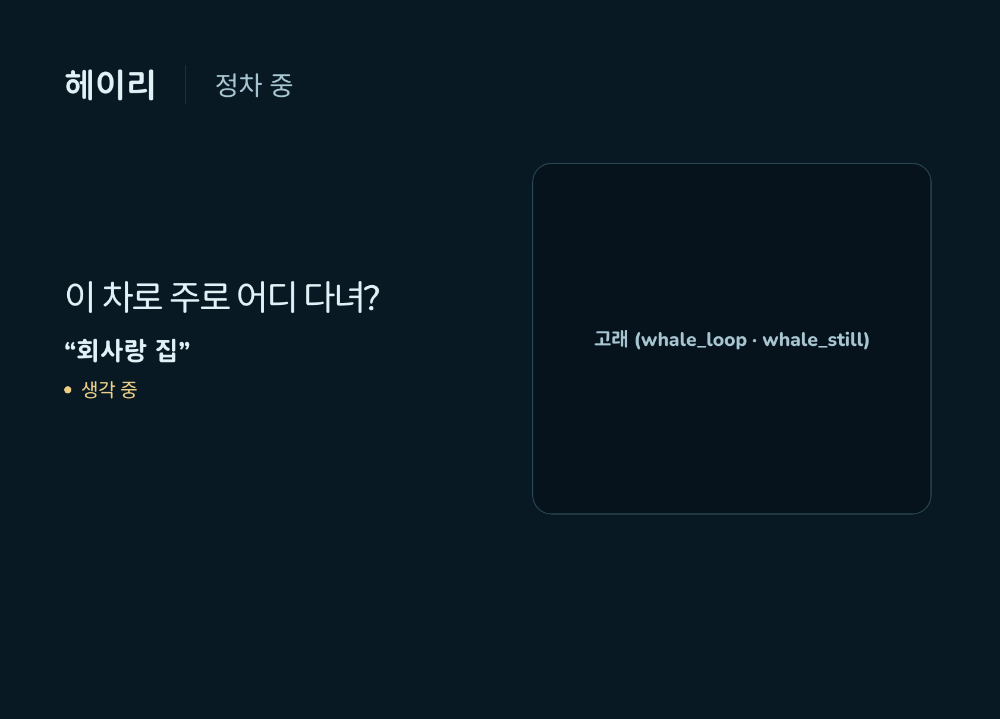 헤이리
정차 중
이 차로 주로 어디 다녀?
“회사랑 집”
• 생각 중
고래 (whale_loop · whale_still)